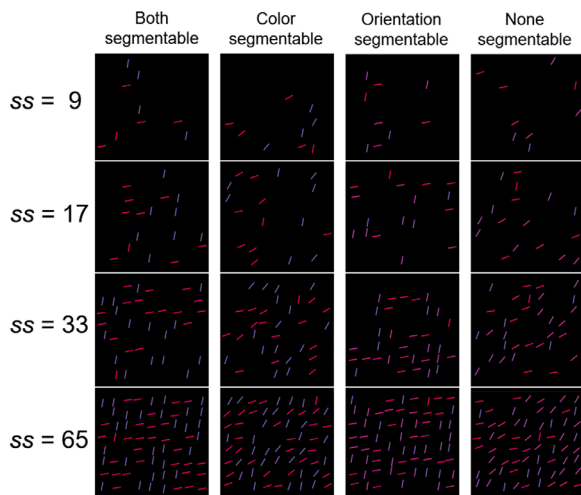 Both segmentable
Color segmentable
Orientation segmentable
None segmentable
ss = 9
ss = 17
ss = 33
ss = 65